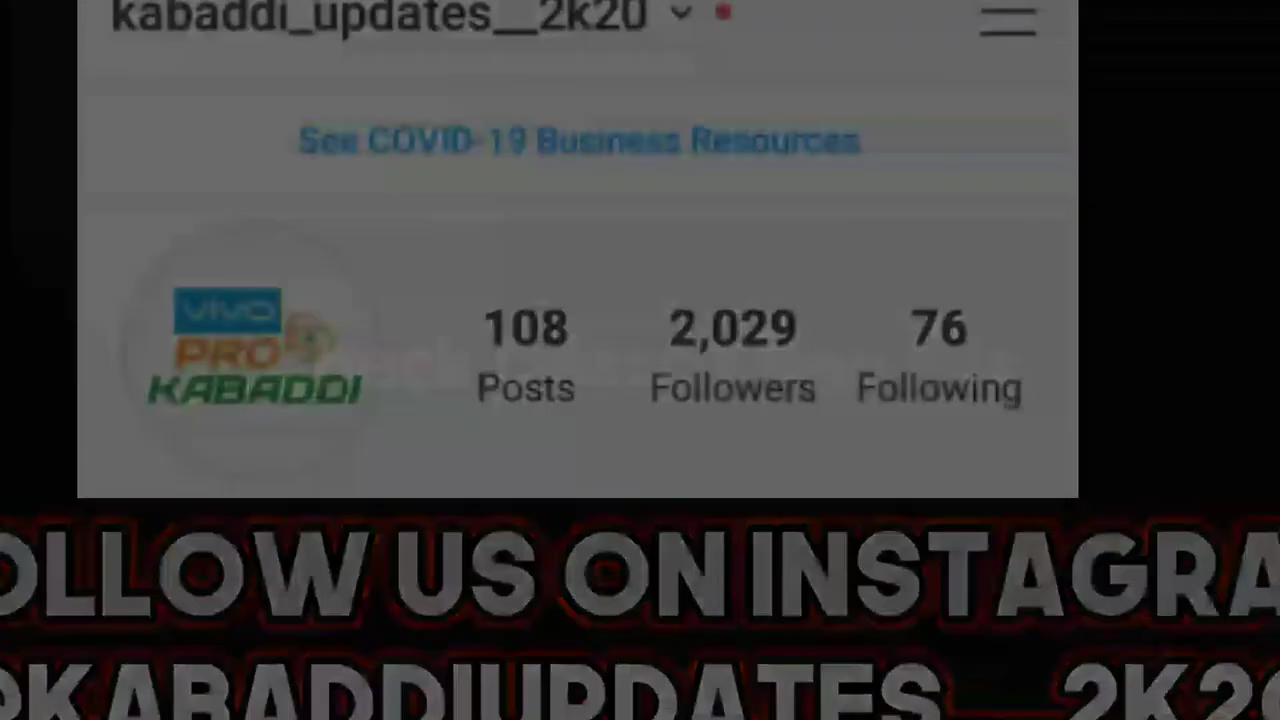 kabaddi_updates__2k20
See COVID-19 Business Resources
vivo
PRO
KABADDI
108 2,029 76
Posts Followers Following
OLLOW US ON INSTAGRA
KABADDIUPDATES__2K20